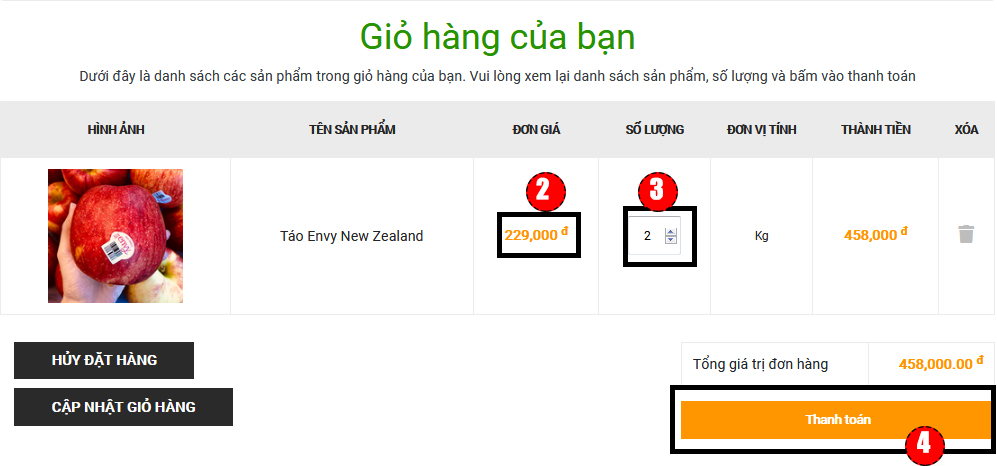 Giỏ hàng của bạn
Dưới đây là danh sách các sản phẩm trong giỏ hàng của bạn. Vui lòng xem lại danh sách sản phẩm, số lượng và bấm vào thanh toán
HÌNH ẢNH TÊN SẢN PHẨM ĐƠN GIÁ SỐ LƯỢNG ĐƠN VỊ TÍNH THÀNH TIỀN XÓA
2 3
Táo Envy New Zealand 229,000 đ 2 Kg 458,000 đ
HỦY ĐẶT HÀNG
Tổng giá trị đơn hàng 458,000.00 đ
CẬP NHẬT GIỎ HÀNG
Thanh toán
4